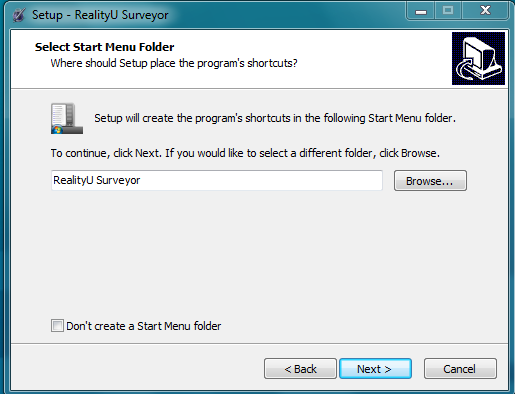 Setup - RealityU Surveyor
Select Start Menu Folder
Where should Setup place the program's shortcuts?
Setup will create the program's shortcuts in the following Start Menu folder.
To continue, click Next. If you would like to select a different folder, click Browse.
RealityU Surveyor
Browse...
Don't create a Start Menu folder
< Back
Next >
Cancel